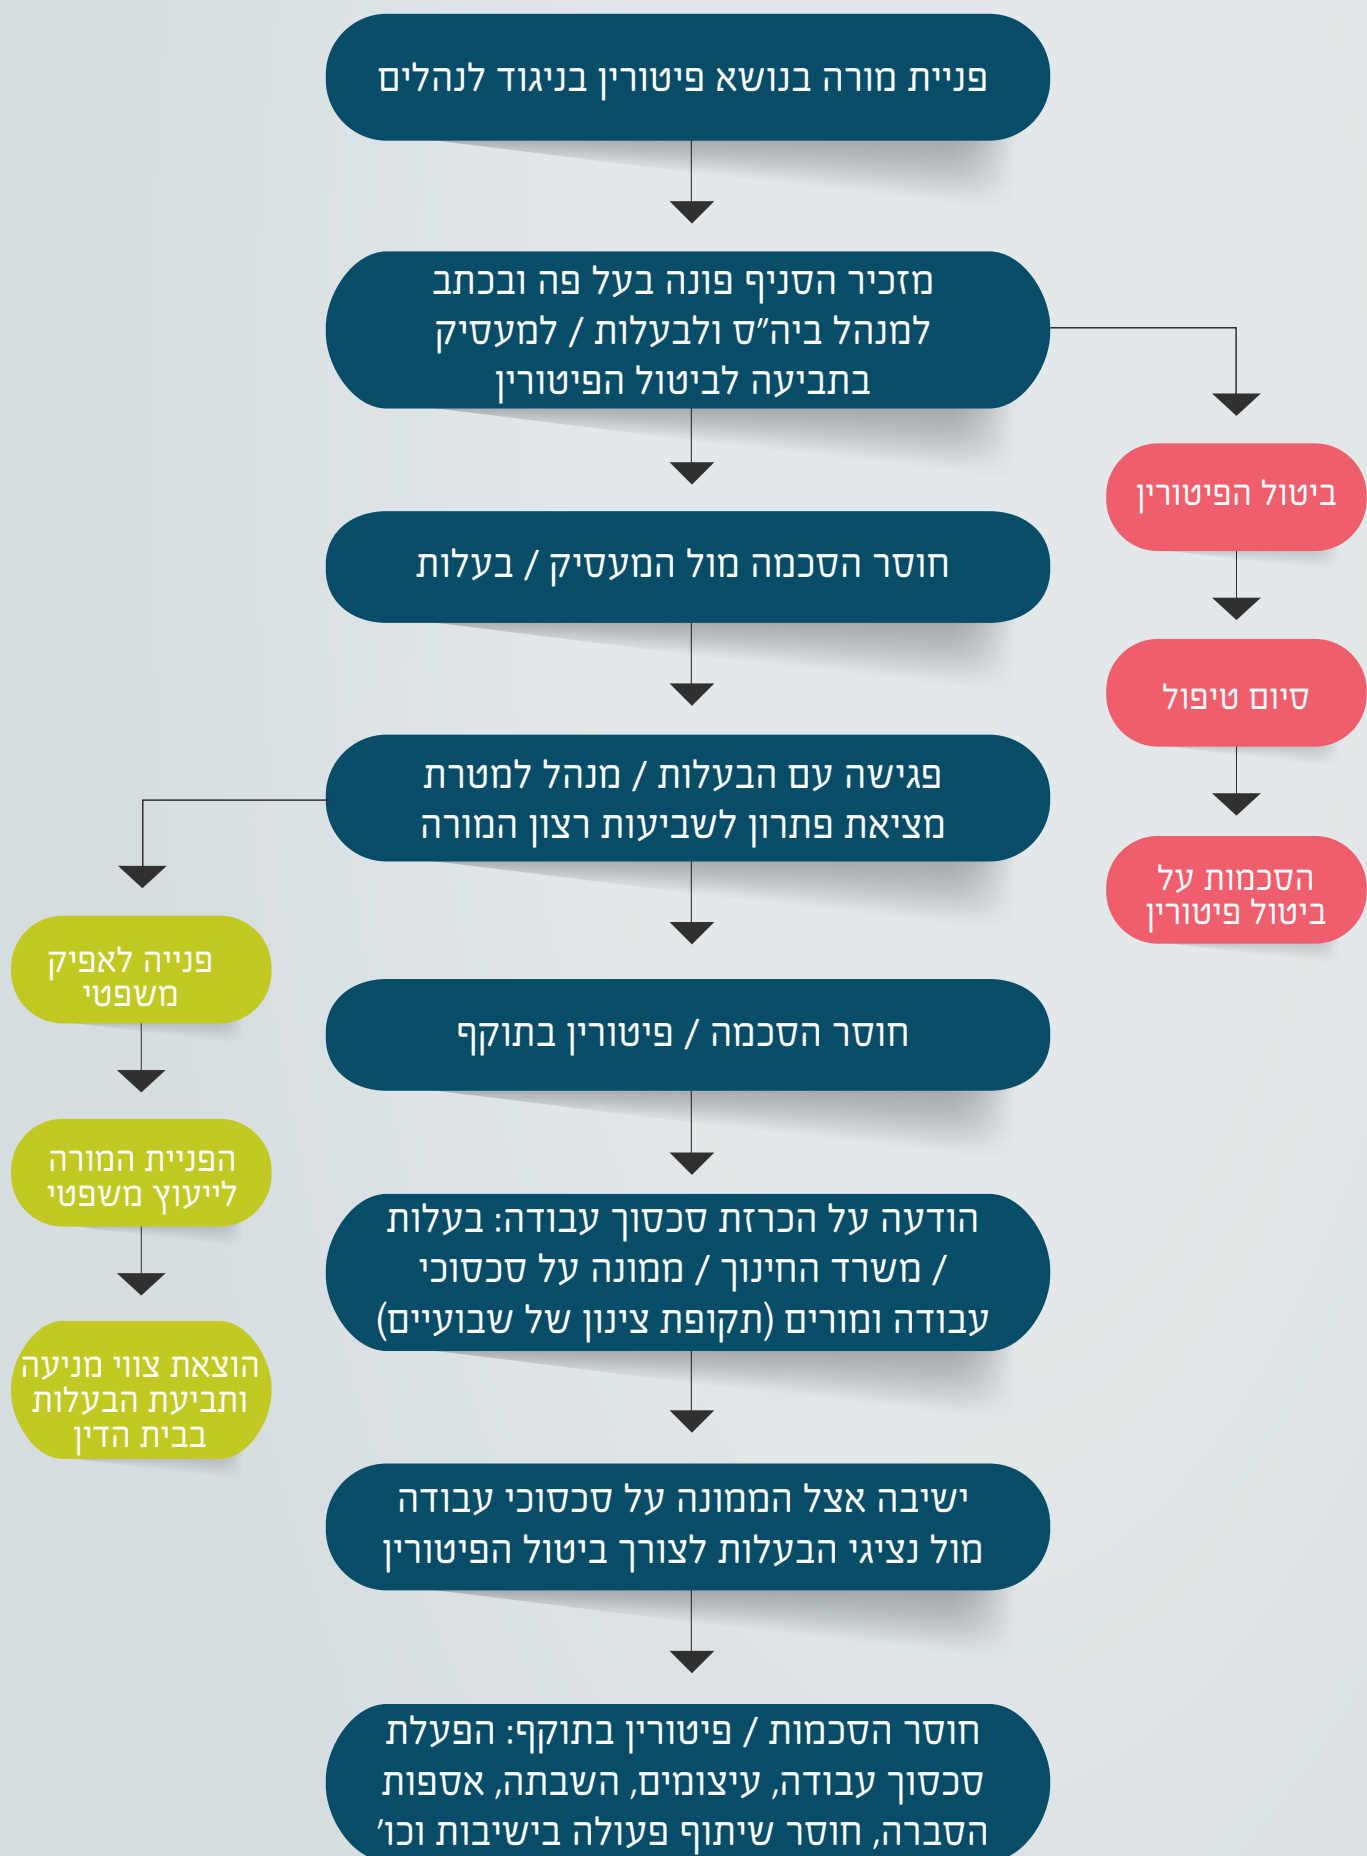 פניית מורה בנושא פיטורין בניגוד לנהלים
מזכיר הסניף פונה בעל פה ובכתב
למנהל ביה"ס ולבעלות / למעסיק
בתביעה לביטול הפיטורין
ביטול הפיטורין
סיום טיפול
הסכמות על
ביטול פיטורין
חוסר הסכמה מול המעסיק / בעלות
פגישה עם הבעלות / מנהל למטרת
מציאת פתרון לשביעות רצון המורה
פנייה לאפיק
משפטי
הפניית המורה
לייעוץ משפטי
הוצאת צווי מניעה
ותביעת הבעלות
בבית הדין
חוסר הסכמה / פיטורין בתוקף
הודעה על הכרזת סכסוך עבודה: בעלות
/ משרד החינוך / ממונה על סכסוכי
עבודה ומורים (תקופת צינון של שבועיים)
ישיבה אצל הממונה על סכסוכי עבודה
מול נציגי הבעלות לצורך ביטול הפיטורין
חוסר הסכמות / פיטורין בתוקף: הפעלת
סכסוך עבודה, עיצומים, השבתה, אספות
הסברה, חוסר שיתוף פעולה בישיבות וכו'